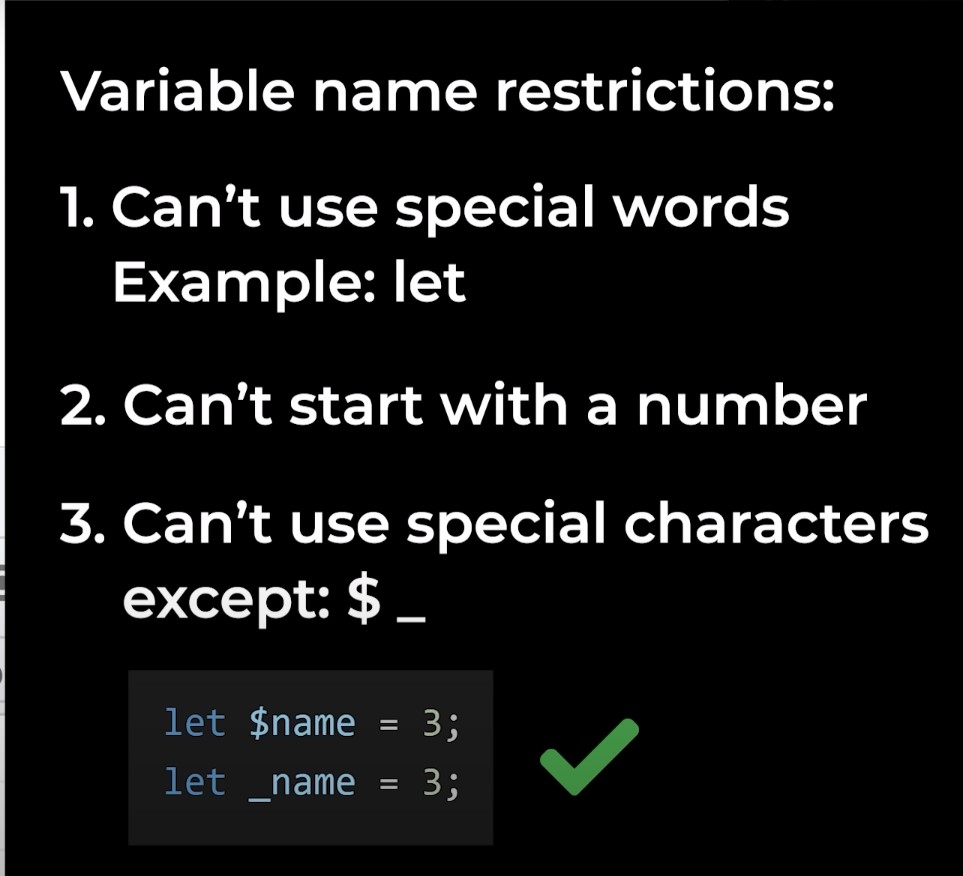 Variable name restrictions:
1. Can’t use special words
Example: let
2. Can’t start with a number
3. Can’t use special characters
except: $ _
let $name = 3;
let _name = 3;